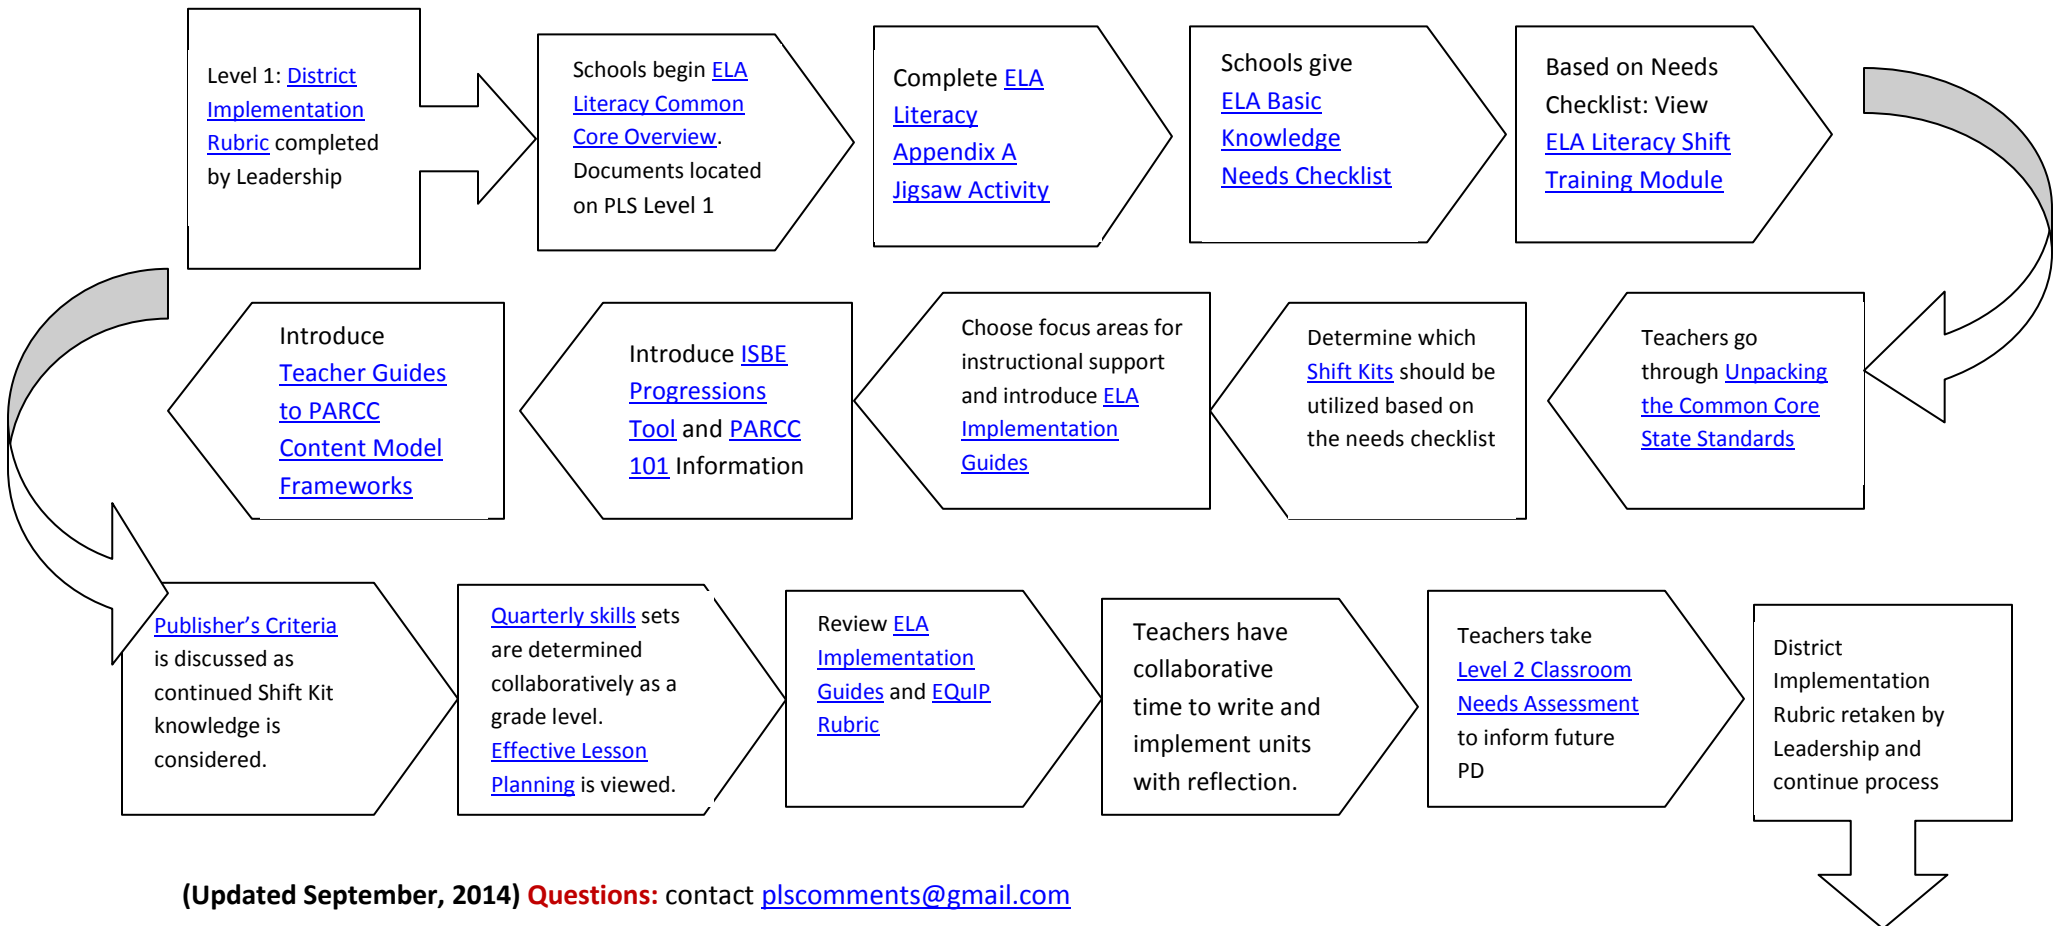 Level 1: District
Implementation
Rubric completed
by Leadership
Schools begin ELA
Literacy Common
Core Overview.
Documents located
on PLS Level 1
Complete ELA
Literacy
Appendix A
Jigsaw Activity
Schools give
ELA Basic
Knowledge
Needs Checklist
Based on Needs
Checklist: View
ELA Literacy Shift
Training Module
Teachers go
through Unpacking
the Common Core
State Standards
Determine which
Shift Kits should be
utilized based on
the needs checklist
Choose focus areas for
instructional support
and introduce ELA
Implementation
Guides
Introduce ISBE
Progressions
Tool and PARCC
101 Information
Introduce
Teacher Guides
to PARCC
Content Model
Frameworks
Publisher’s Criteria
is discussed as
continued Shift Kit
knowledge is
considered.
Quarterly skills sets
are determined
collaboratively as a
grade level.
Effective Lesson
Planning is viewed.
Review ELA
Implementation
Guides and EQuIP
Rubric
Teachers have
collaborative
time to write and
implement units
with reflection.
Teachers take
Level 2 Classroom
Needs Assessment
to inform future
PD
District
Implementation
Rubric retaken by
Leadership and
continue process
(Updated September, 2014) Questions: contact plscomments@gmail.com